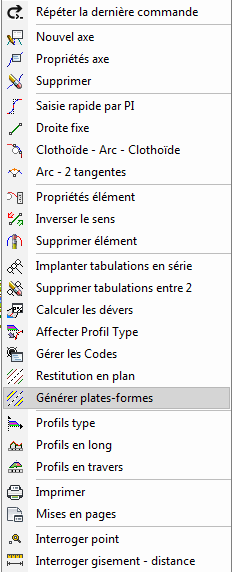 Répéter la dernière commande
Nouvel axe
Propriétés axe
Supprimer
Saisie rapide par PI
Droite fixe
Clothoïde - Arc - Clothoïde
Arc - 2 tangentes
Propriétés élément
Inverser le sens
Supprimer élément
Implanter tabulations en série
Supprimer tabulations entre 2
Calculer les dévers
Affecter Profil Type
Gérer les Codes
Restitution en plan
Générer plates-formes
Profils type
Profils en long
Profils en travers
Imprimer
Mises en pages
Interroger point
Interroger gisement - distance